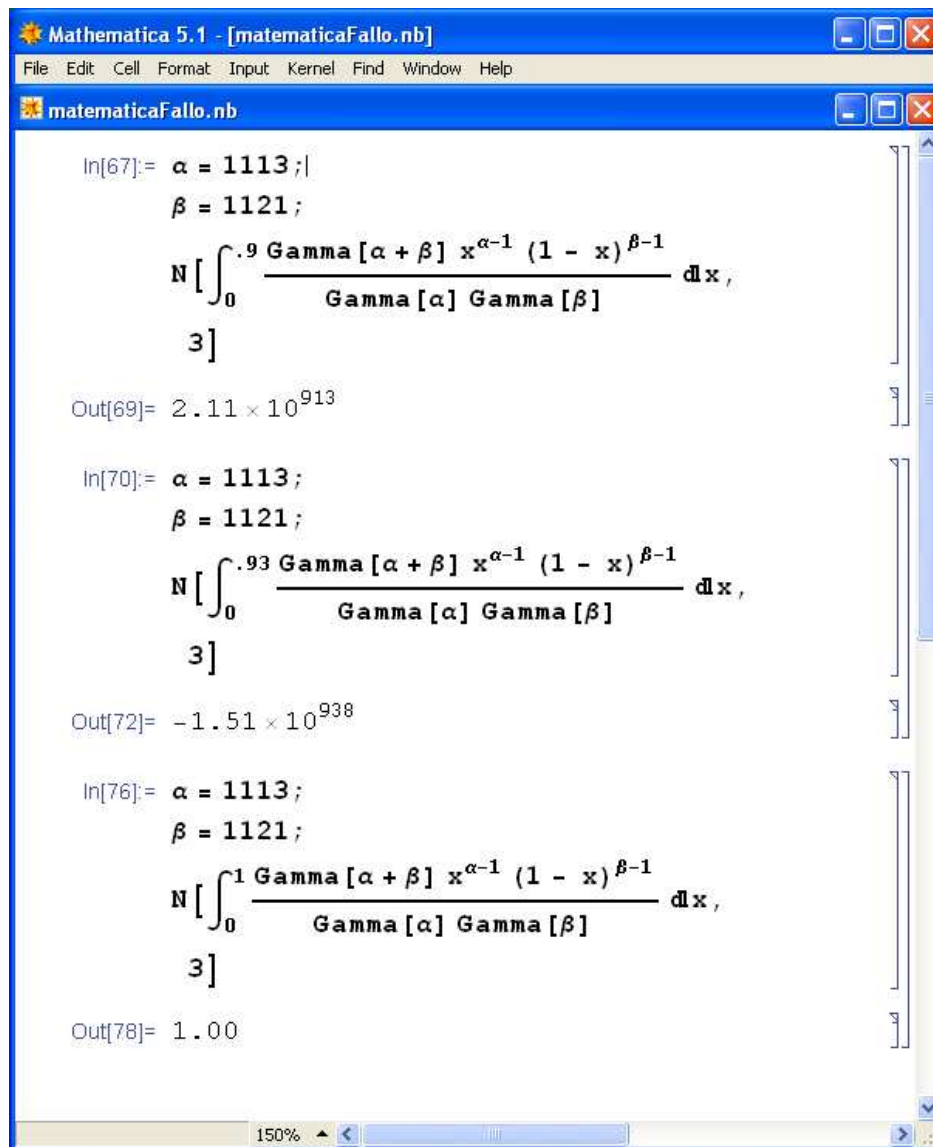 Mathematica 5.1 - [matematicaFallo.nb]
File Edit Cell Format Input Kernel Find Window Help
matematicaFallo.nb
In[67]:= α = 1113;
β = 1121;
N[∫₀^.9 Gamma[α + β] x^(α-1) (1 - x)^(β-1) / Gamma[α] Gamma[β] ⅆx,
3]
Out[69]= 2.11 × 10^913
In[70]:= α = 1113;
β = 1121;
N[∫₀^.93 Gamma[α + β] x^(α-1) (1 - x)^(β-1) / Gamma[α] Gamma[β] ⅆx,
3]
Out[72]= -1.51 × 10^938
In[76]:= α = 1113;
β = 1121;
N[∫₀^1 Gamma[α + β] x^(α-1) (1 - x)^(β-1) / Gamma[α] Gamma[β] ⅆx,
3]
Out[78]= 1.00
150%